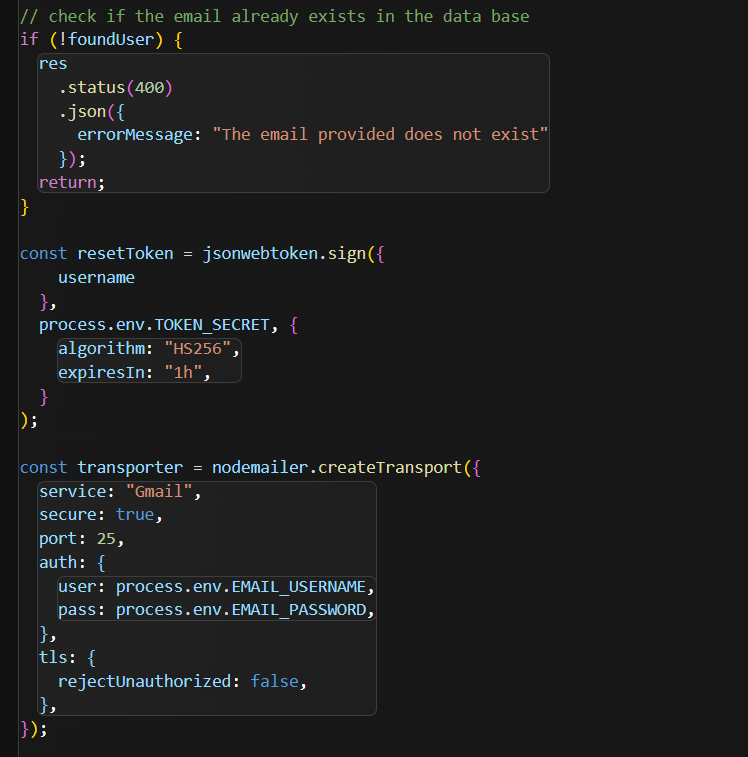 // check if the email already exists in the data base
if (!foundUser) {
res
.status(400)
.json({
errorMessage: "The email provided does not exist"
});
return;
}
const resetToken = jsonwebtoken.sign({
username
},
process.env.TOKEN_SECRET, {
algorithm: "HS256",
expiresIn: "1h",
}
);
const transporter = nodemailer.createTransport({
service: "Gmail",
secure: true,
port: 25,
auth: {
user: process.env.EMAIL_USERNAME,
pass: process.env.EMAIL_PASSWORD,
},
tls: {
rejectUnauthorized: false,
},
});